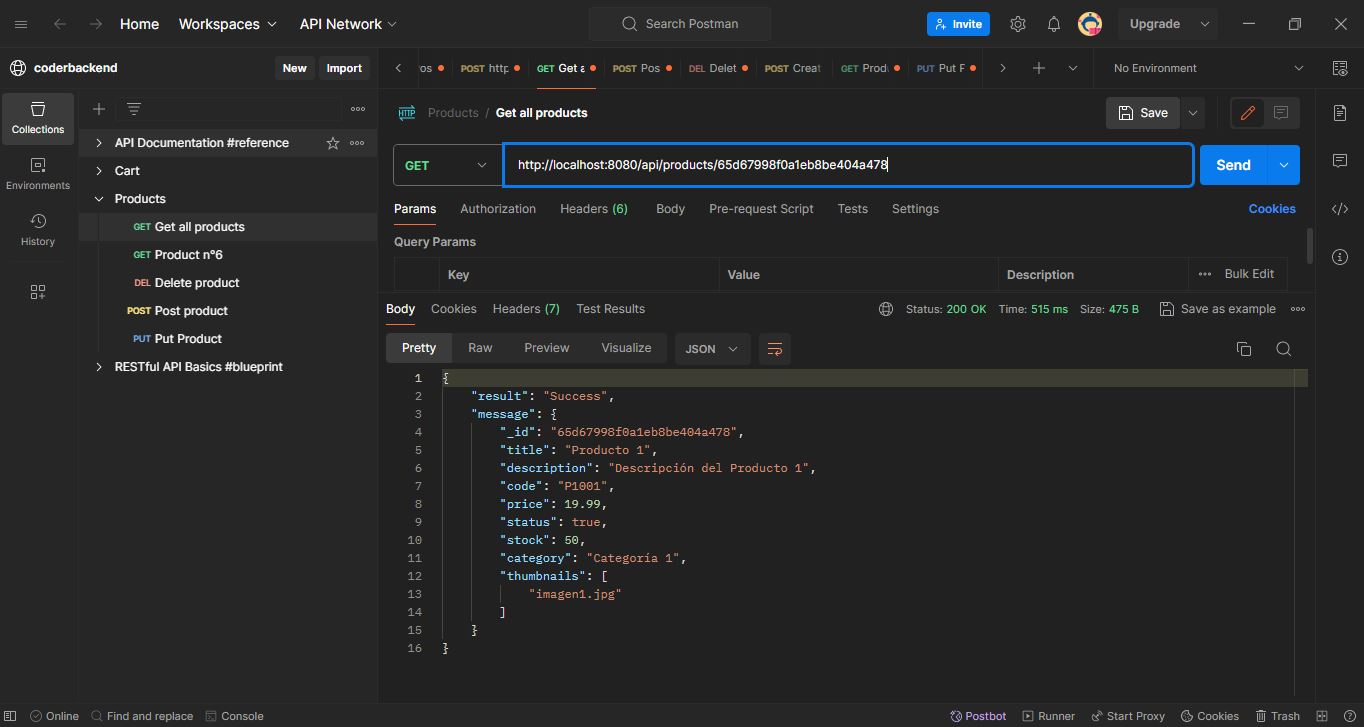 Home Workspaces API Network Search Postman Invite Upgrade
coderbackend New Import os POST http GET Get a POST Pos DEL Delet POST Creat GET Prod PUT Put F No Environment
Products / Get all products Save
Collections
Environments
History
API Documentation #reference
Cart
Products
GET Get all products
GET Product n°6
DEL Delete product
POST Post product
PUT Put Product
RESTful API Basics #blueprint
GET http://localhost:8080/api/products/65d67998f0a1eb8be404a478 Send
Params Authorization Headers (6) Body Pre-request Script Tests Settings Cookies
Query Params
Key Value Description Bulk Edit
Body Cookies Headers (7) Test Results Status: 200 OK Time: 515 ms Size: 475 B Save as example
Pretty Raw Preview Visualize JSON
1 {
2 "result": "Success",
3 "message": {
4 "_id": "65d67998f0a1eb8be404a478",
5 "title": "Producto 1",
6 "description": "Descripción del Producto 1",
7 "code": "P1001",
8 "price": 19.99,
9 "status": true,
10 "stock": 50,
11 "category": "Categoría 1",
12 "thumbnails": [
13 "imagen1.jpg"
14 ]
15 }
16 }
Online Find and replace Console Postbot Runner Start Proxy Cookies Trash